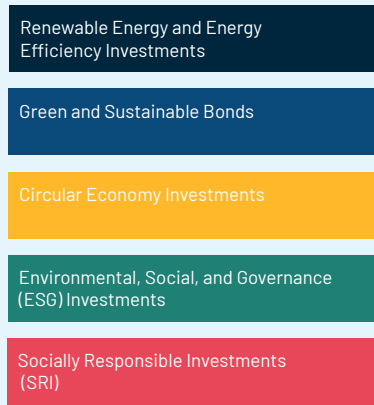 Renewable Energy and Energy
Efficiency Investments
Green and Sustainable Bonds
Circular Economy Investments
Environmental, Social, and Governance
(ESG) Investments
Socially Responsible Investments
(SRI)